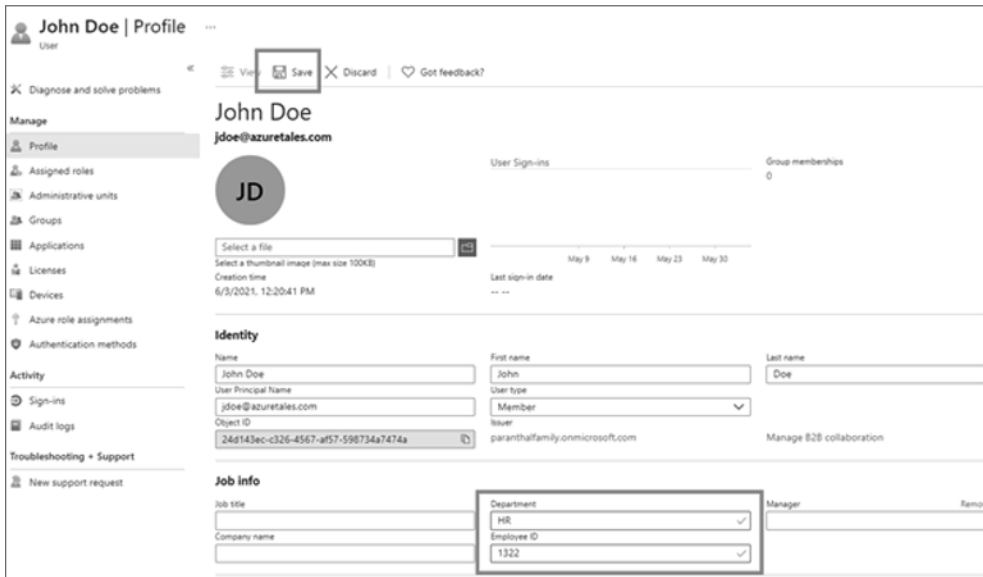 John Doe | Profile ...
User
«
View Save Discard Got feedback?
Diagnose and solve problems
Manage
Profile
Assigned roles
Administrative units
Groups
Applications
Licenses
Devices
Azure role assignments
Authentication methods
Activity
Sign-ins
Audit logs
Troubleshooting + Support
New support request
John Doe
jdoe@azuretales.com
JD
User Sign-ins
Group memberships
0
May 9 May 16 May 23 May 30
Select a file
Select a thumbnail image (max size 100KB)
Creation time
6/3/2021, 12:20:41 PM
Last sign-in date
-- --
Identity
Name First name Last name
John Doe John Doe
User Principal Name User type
jdoe@azuretales.com Member
Object ID Issuer
24d143ec-c326-4567-af57-598734a7474a paranthalfamily.onmicrosoft.com Manage B2B collaboration
Job info
Job title Department Manager Remo
HR
Company name Employee ID
1322